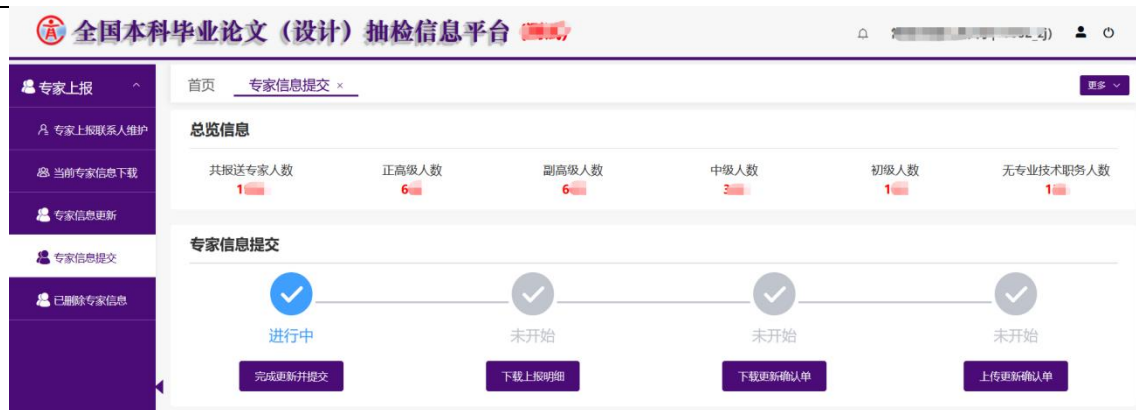 全国本科毕业论文（设计）抽检信息平台
专家上报
首页 专家信息提交 × 更多
专家上报联系人维护
当前专家信息下载
专家信息更新
专家信息提交
已删除专家信息
总览信息
共报送专家人数 正高级人数 副高级人数 中级人数 初级人数 无专业技术职务人数
专家信息提交
进行中 未开始 未开始 未开始
完成更新并提交 下载上报明细 下载更新确认单 上传更新确认单